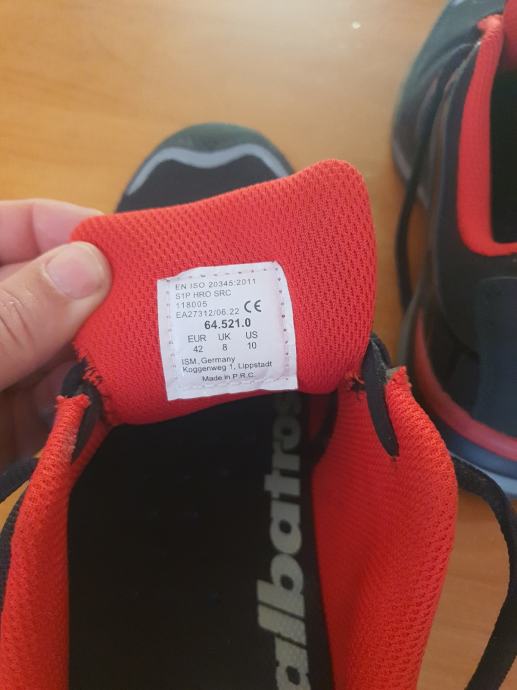 EN ISO 20345:2011
S1P HRO SRC
118005
EA27312/06.22 CE
64.521.0
EUR UK US
42 8 10
ISM, Germany
Koggenweg 1, Lippstadt
Made in P.R.C
albatros